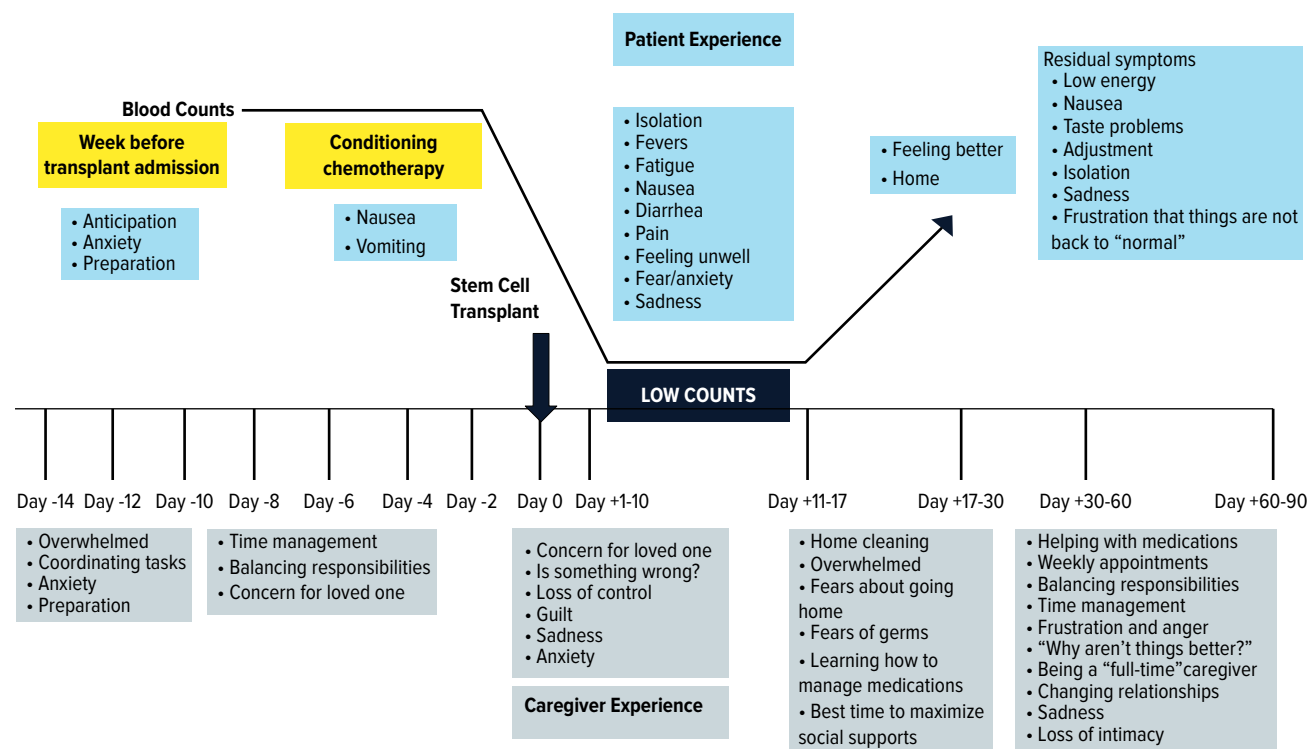 Patient Experience
Blood Counts
Week before
transplant admission
• Anticipation
• Anxiety
• Preparation
Conditioning
chemotherapy
• Nausea
• Vomiting
Stem Cell
Transplant
• Isolation
• Fevers
• Fatigue
• Nausea
• Diarrhea
• Pain
• Feeling unwell
• Fear/anxiety
• Sadness
• Feeling better
• Home
Residual symptoms
• Low energy
• Nausea
• Taste problems
• Adjustment
• Isolation
• Sadness
• Frustration that things are not
back to “normal”
LOW COUNTS
Day -14
Day -12
Day -10
Day -8
Day -6
Day -4
Day -2
Day 0
Day +1-10
Day +11-17
Day +17-30
Day +30-60
Day +60-90
• Overwhelmed
• Coordinating tasks
• Anxiety
• Preparation
• Time management
• Balancing responsibilities
• Concern for loved one
• Concern for loved one
• Is something wrong?
• Loss of control
• Guilt
• Sadness
• Anxiety
Caregiver Experience
• Home cleaning
• Overwhelmed
• Fears about going
home
• Fears of germs
• Learning how to
manage medications
• Best time to maximize
social supports
• Helping with medications
• Weekly appointments
• Balancing responsibilities
• Time management
• Frustration and anger
• “Why aren’t things better?”
• Being a “full-time”caregiver
• Changing relationships
• Sadness
• Loss of intimacy